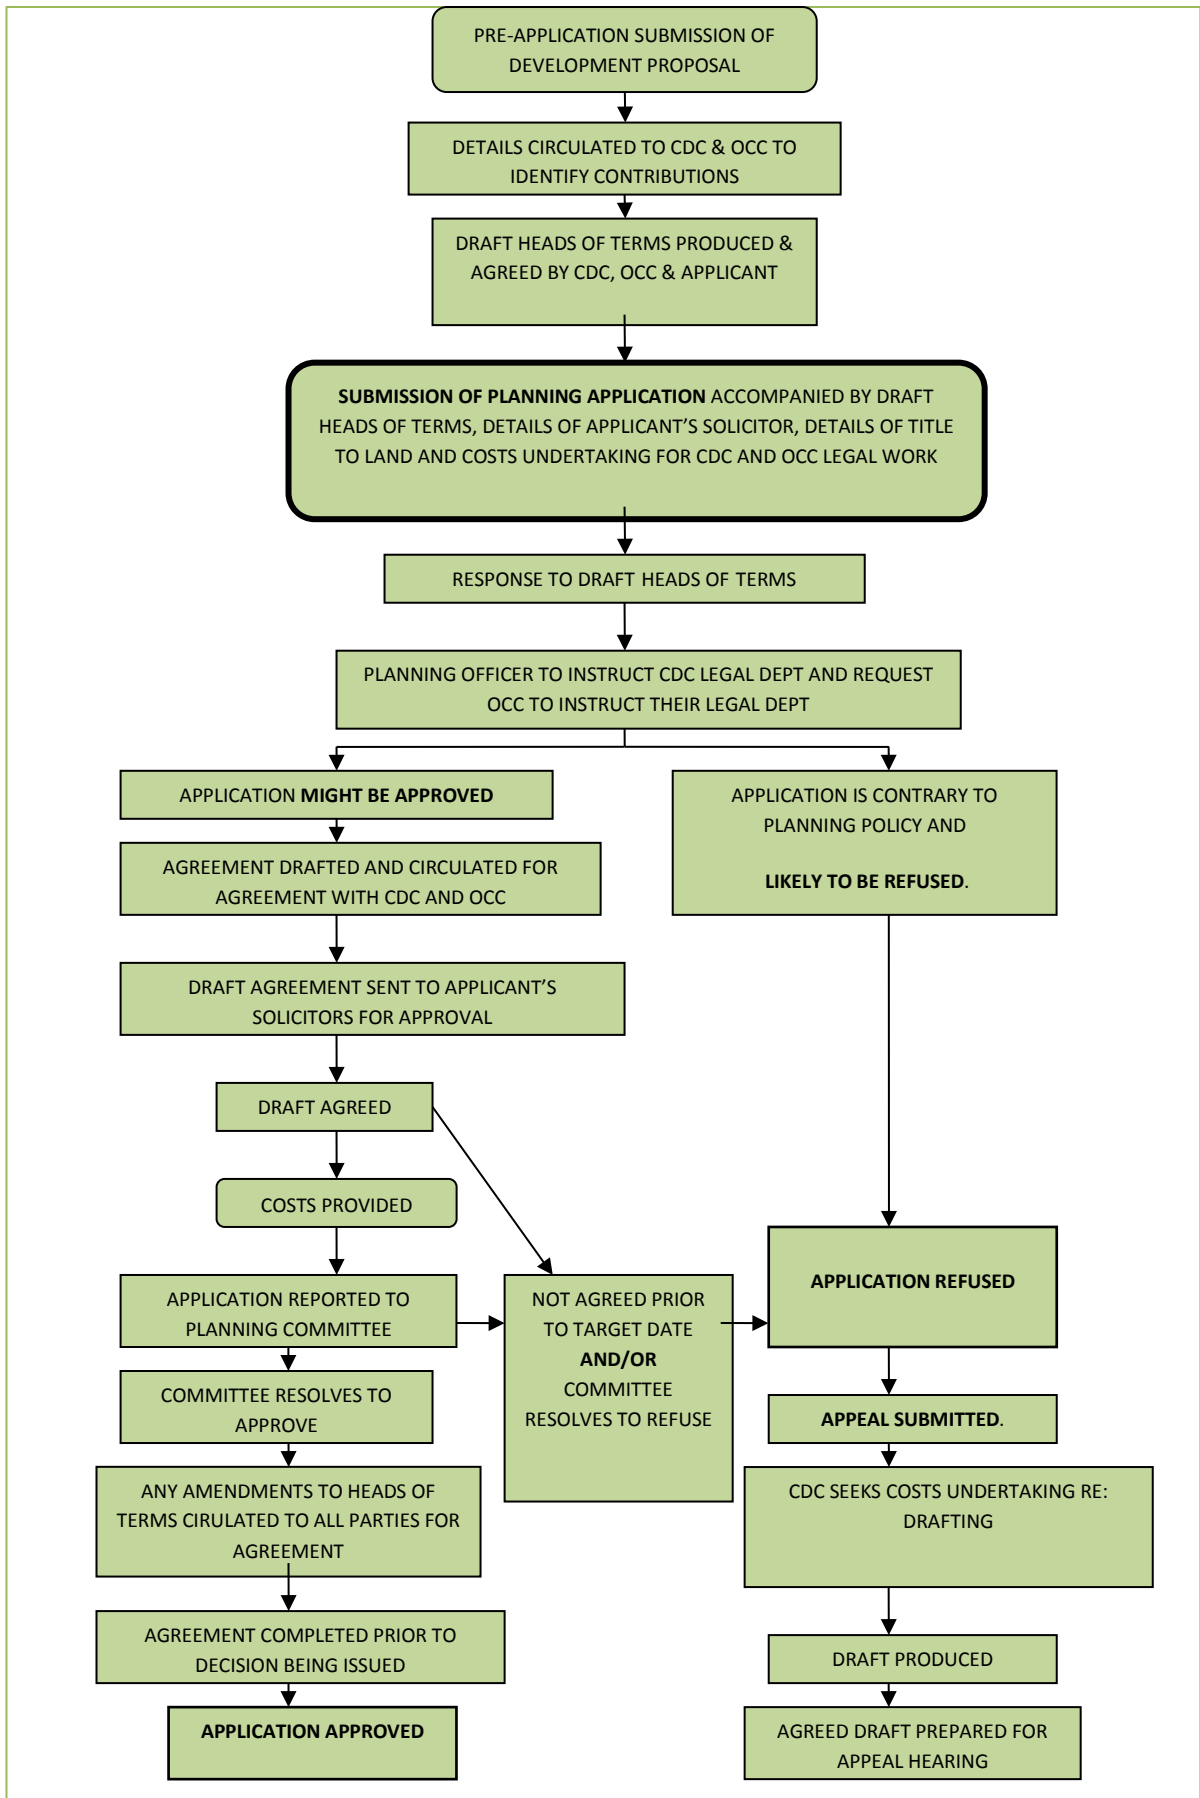 PRE-APPLICATION SUBMISSION OF
DEVELOPMENT PROPOSAL
DETAILS CIRCULATED TO CDC & OCC TO
IDENTIFY CONTRIBUTIONS
DRAFT HEADS OF TERMS PRODUCED &
AGREED BY CDC, OCC & APPLICANT
SUBMISSION OF PLANNING APPLICATION ACCOMPANIED BY DRAFT
HEADS OF TERMS, DETAILS OF APPLICANT’S SOLICITOR, DETAILS OF TITLE
TO LAND AND COSTS UNDERTAKING FOR CDC AND OCC LEGAL WORK
RESPONSE TO DRAFT HEADS OF TERMS
PLANNING OFFICER TO INSTRUCT CDC LEGAL DEPT AND REQUEST
OCC TO INSTRUCT THEIR LEGAL DEPT
APPLICATION MIGHT BE APPROVED
AGREEMENT DRAFTED AND CIRCULATED FOR
AGREEMENT WITH CDC AND OCC
DRAFT AGREEMENT SENT TO APPLICANT’S
SOLICITORS FOR APPROVAL
DRAFT AGREED
COSTS PROVIDED
APPLICATION REPORTED TO
PLANNING COMMITTEE
COMMITTEE RESOLVES TO
APPROVE
ANY AMENDMENTS TO HEADS OF
TERMS CIRULATED TO ALL PARTIES FOR
AGREEMENT
AGREEMENT COMPLETED PRIOR TO
DECISION BEING ISSUED
APPLICATION APPROVED
NOT AGREED PRIOR
TO TARGET DATE
AND/OR
COMMITTEE
RESOLVES TO REFUSE
APPLICATION IS CONTRARY TO
PLANNING POLICY AND
LIKELY TO BE REFUSED.
APPLICATION REFUSED
APPEAL SUBMITTED.
CDC SEEKS COSTS UNDERTAKING RE:
DRAFTING
DRAFT PRODUCED
AGREED DRAFT PREPARED FOR
APPEAL HEARING